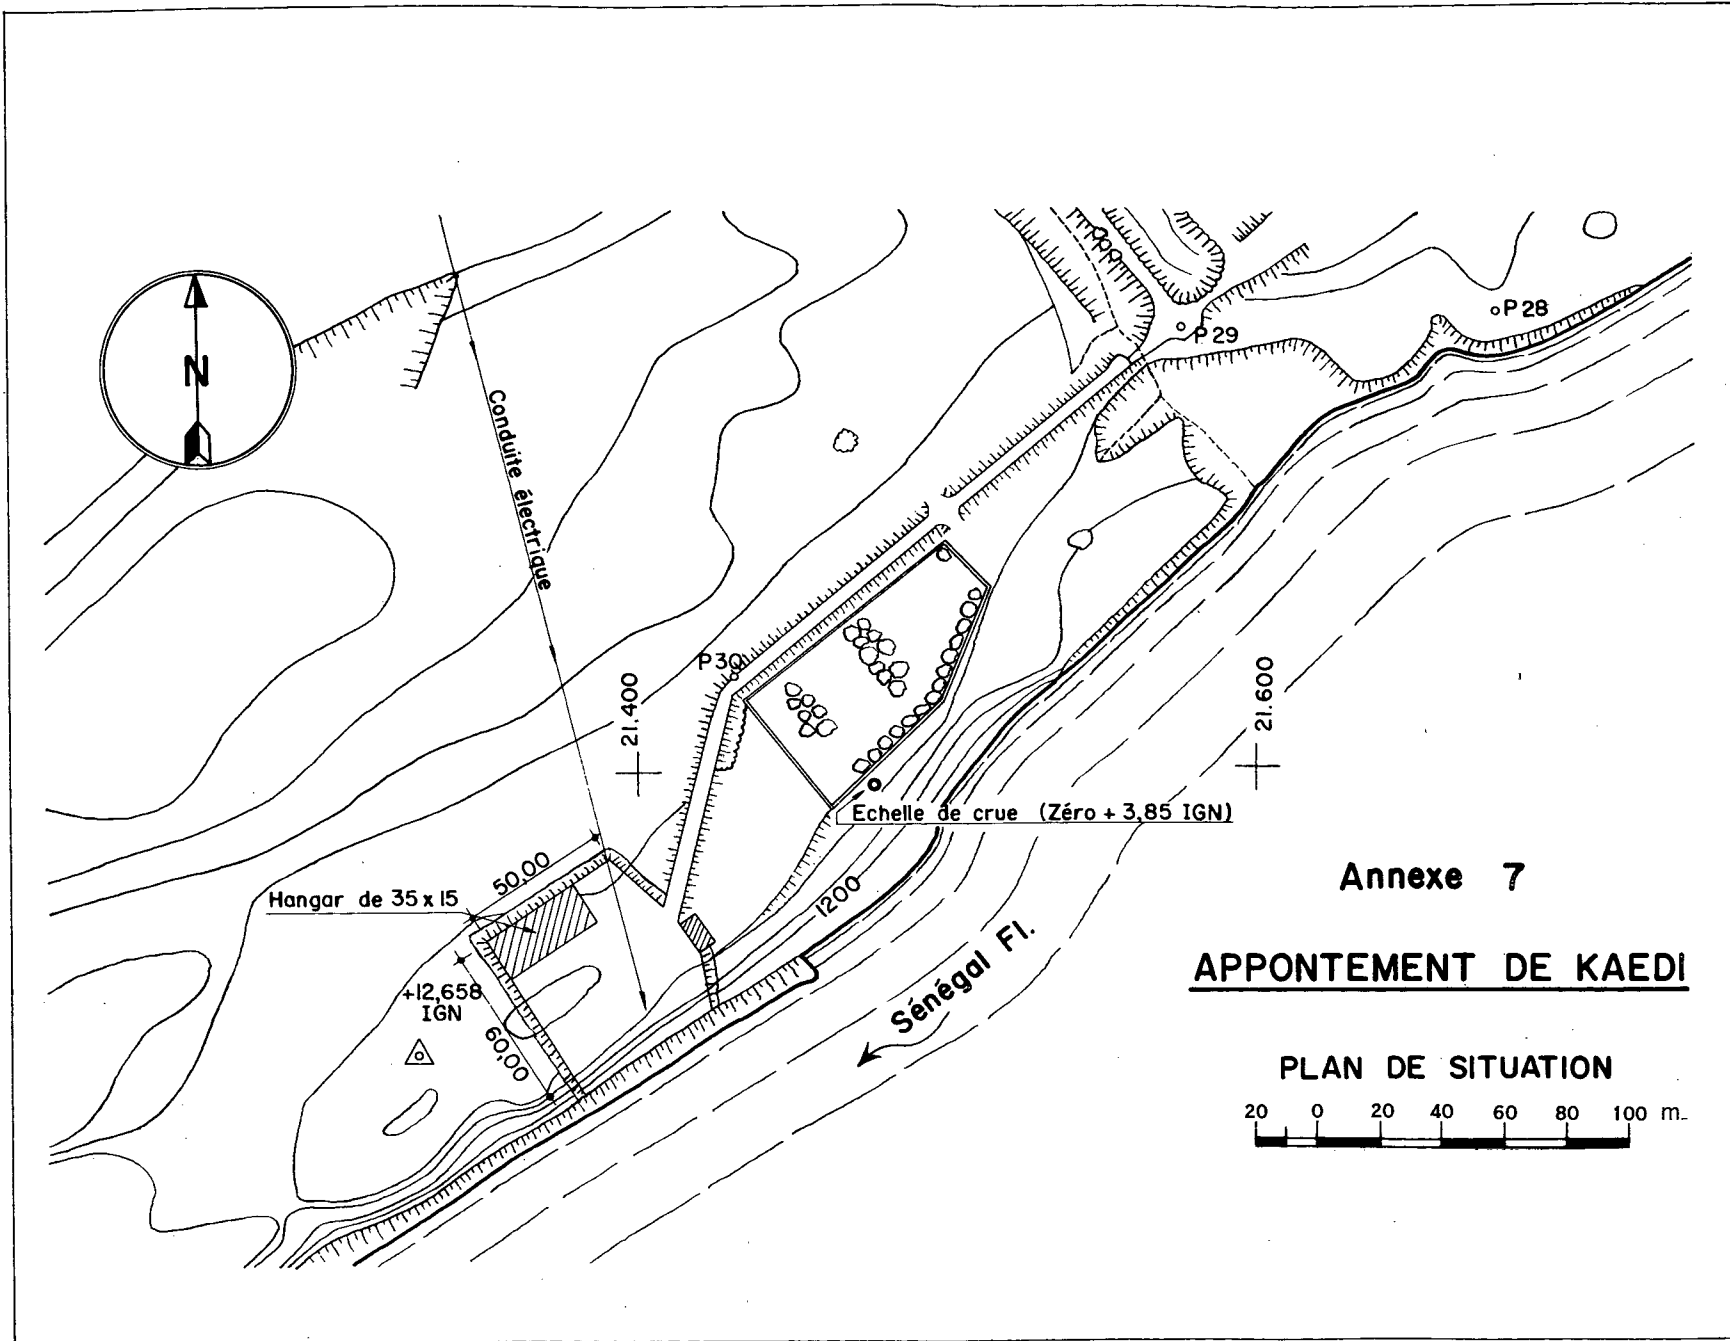 N
Conduite électrique
P 28
P 29
P30
21.400
21.600
Echelle de crue (Zéro + 3,85 IGN)
50,00
Hangar de 35 x 15
1200
+12,658
IGN
60,00
Sénégal Fl.
Annexe 7
APPONTEMENT DE KAEDI
PLAN DE SITUATION
20 0 20 40 60 80 100 m.